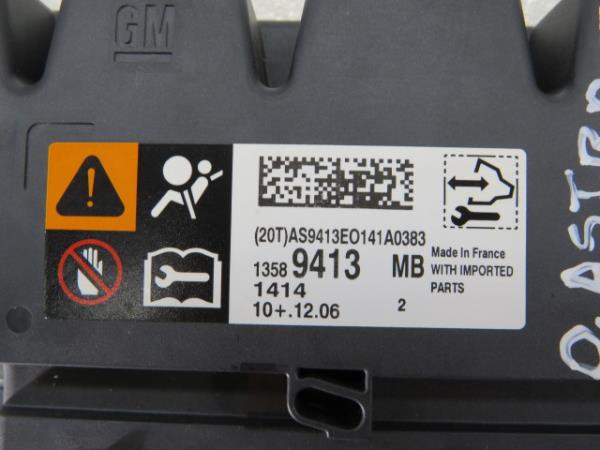 GM
(20T)AS9413EO141A0383
1358 9413 MB
1414
10+.12.06 2
Made In France
WITH IMPORTED
PARTS
O. ASTRA